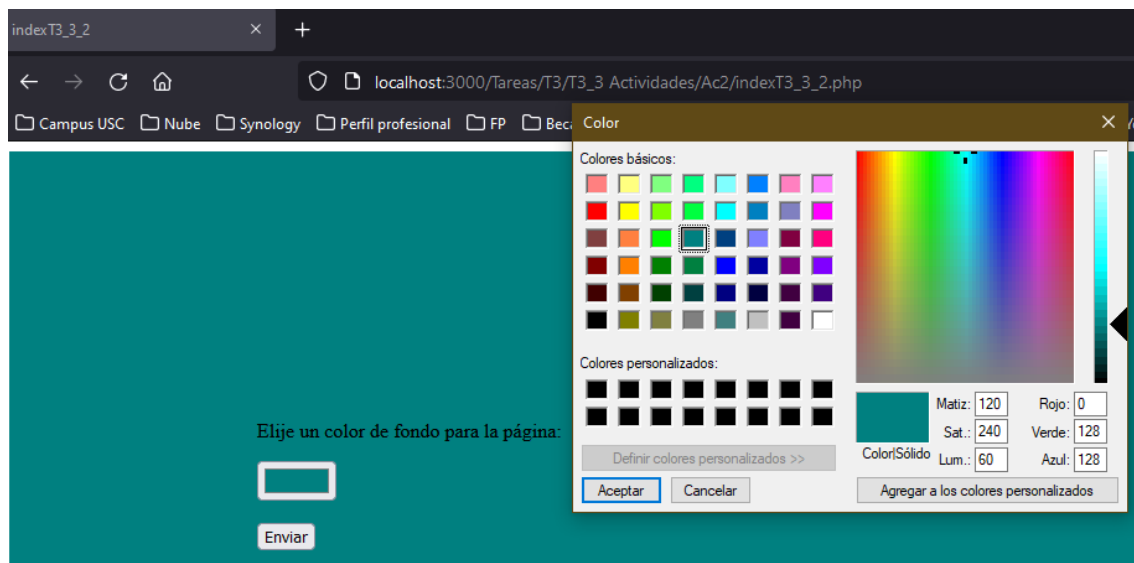 indexT3_3_2
localhost:3000/Tareas/T3/T3_3 Actividades/Ac2/indexT3_3_2.php
Campus USC Nube Synology Perfil profesional FP
Color
Colores básicos:
Colores personalizados:
Definir colores personalizados >>
Aceptar Cancelar
Color|Sólido
Matiz: 120 Rojo: 0
Sat.: 240 Verde: 128
Lum.: 60 Azul: 128
Agregar a los colores personalizados
Elije un color de fondo para la página:
Enviar